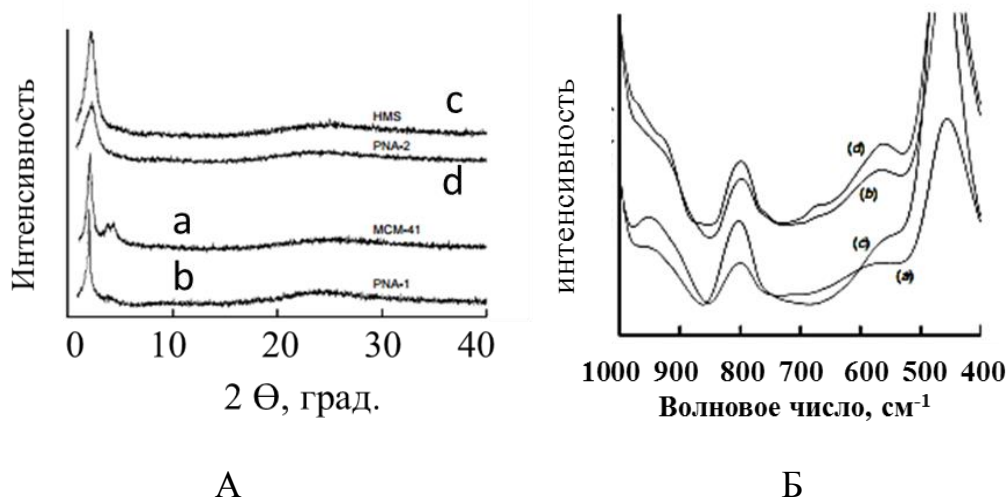 Интенсивность
HMS
c
PNA-2
d
a
MCM-41
b
PNA-1
0 10 20 30 40
2 Ө, град.
А
интенсивность
(d)
(b)
(c)
(a)
1000 900 800 700 600 500 400
Волновое число, см-1
Б